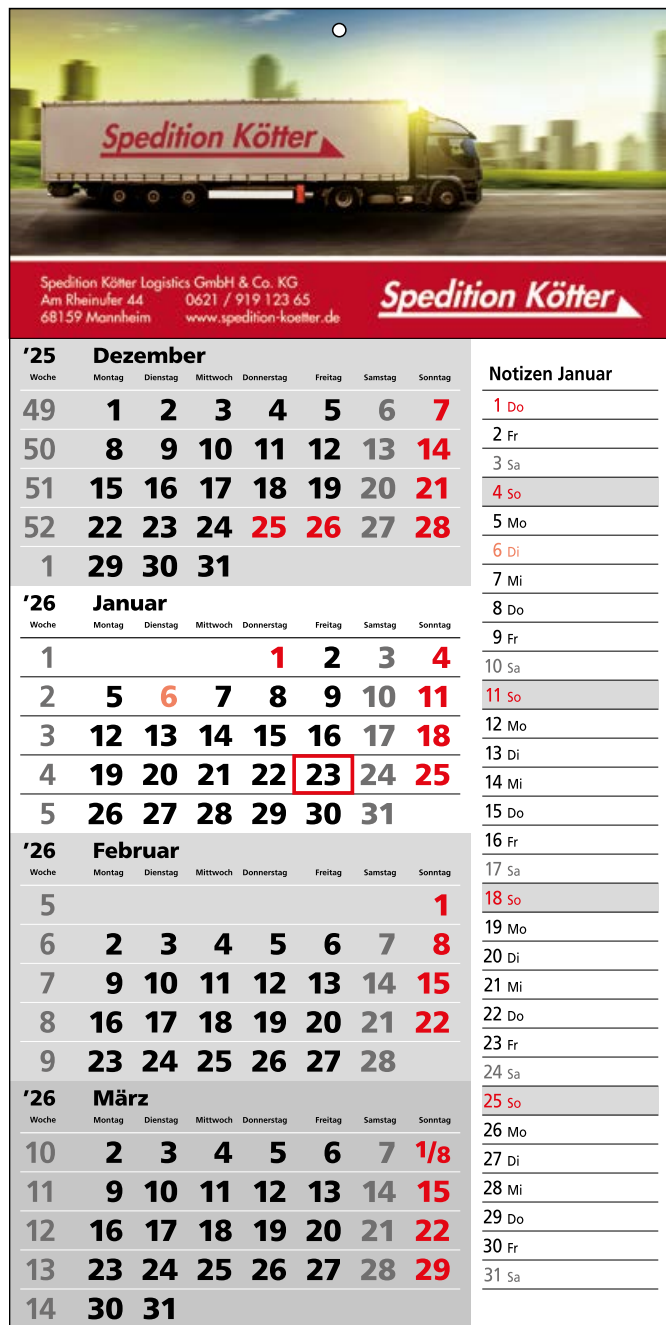 Spedition Kötter
Spedition Kötter Logistics GmbH & Co. KG
Am Rheinufer 44 0621 / 919 123 65
68159 Mannheim www.spedition-koetter.de
Spedition Kötter
’25 Dezember
Woche Montag Dienstag Mittwoch Donnerstag Freitag Samstag Sonntag
49 1 2 3 4 5 6 7
50 8 9 10 11 12 13 14
51 15 16 17 18 19 20 21
52 22 23 24 25 26 27 28
1 29 30 31
’26 Januar
Woche Montag Dienstag Mittwoch Donnerstag Freitag Samstag Sonntag
1 1 2 3 4
2 5 6 7 8 9 10 11
3 12 13 14 15 16 17 18
4 19 20 21 22 23 24 25
5 26 27 28 29 30 31
’26 Februar
Woche Montag Dienstag Mittwoch Donnerstag Freitag Samstag Sonntag
5 1
6 2 3 4 5 6 7 8
7 9 10 11 12 13 14 15
8 16 17 18 19 20 21 22
9 23 24 25 26 27 28
’26 März
Woche Montag Dienstag Mittwoch Donnerstag Freitag Samstag Sonntag
10 2 3 4 5 6 7 1/8
11 9 10 11 12 13 14 15
12 16 17 18 19 20 21 22
13 23 24 25 26 27 28 29
14 30 31
Notizen Januar
1 Do
2 Fr
3 Sa
4 So
5 Mo
6 Di
7 Mi
8 Do
9 Fr
10 Sa
11 So
12 Mo
13 Di
14 Mi
15 Do
16 Fr
17 Sa
18 So
19 Mo
20 Di
21 Mi
22 Do
23 Fr
24 Sa
25 So
26 Mo
27 Di
28 Mi
29 Do
30 Fr
31 Sa